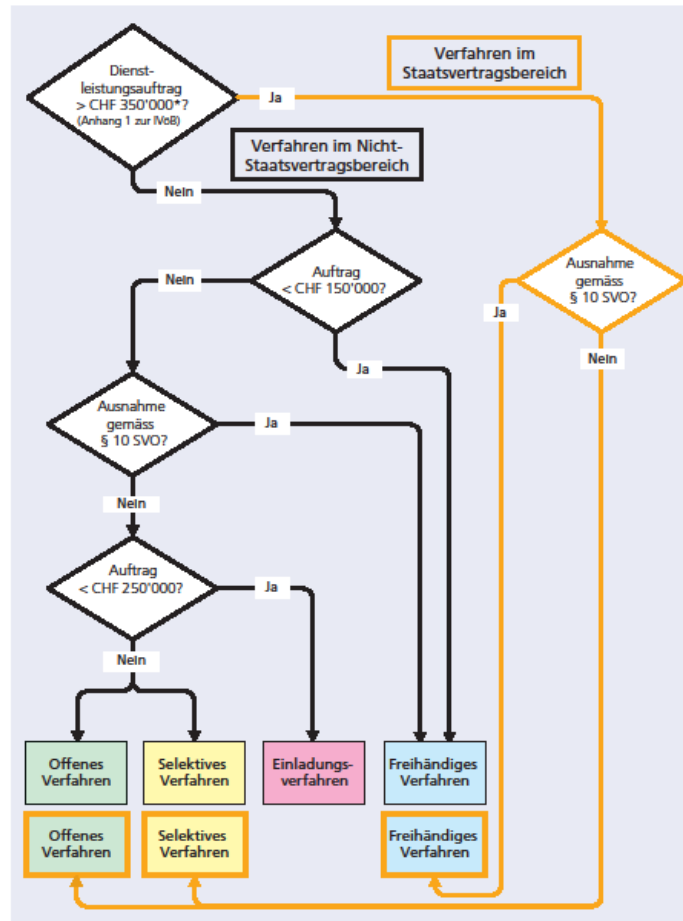 Dienst-
leistungsauftrag
> CHF 350'000*?
(Anhang 1 zur IVöB)
Ja
Verfahren im
Staatsvertragsbereich
Verfahren im Nicht-
Staatsvertragsbereich
Nein
Auftrag
< CHF 150'000?
Nein
Ja
Ausnahme
gemäss
§ 10 SVO?
Ja
Nein
Ausnahme
gemäss
§ 10 SVO?
Ja
Nein
Auftrag
< CHF 250'000?
Ja
Nein
Offenes
Verfahren
Selektives
Verfahren
Einladungs-
verfahren
Freihändiges
Verfahren
Offenes
Verfahren
Selektives
Verfahren
Freihändiges
Verfahren